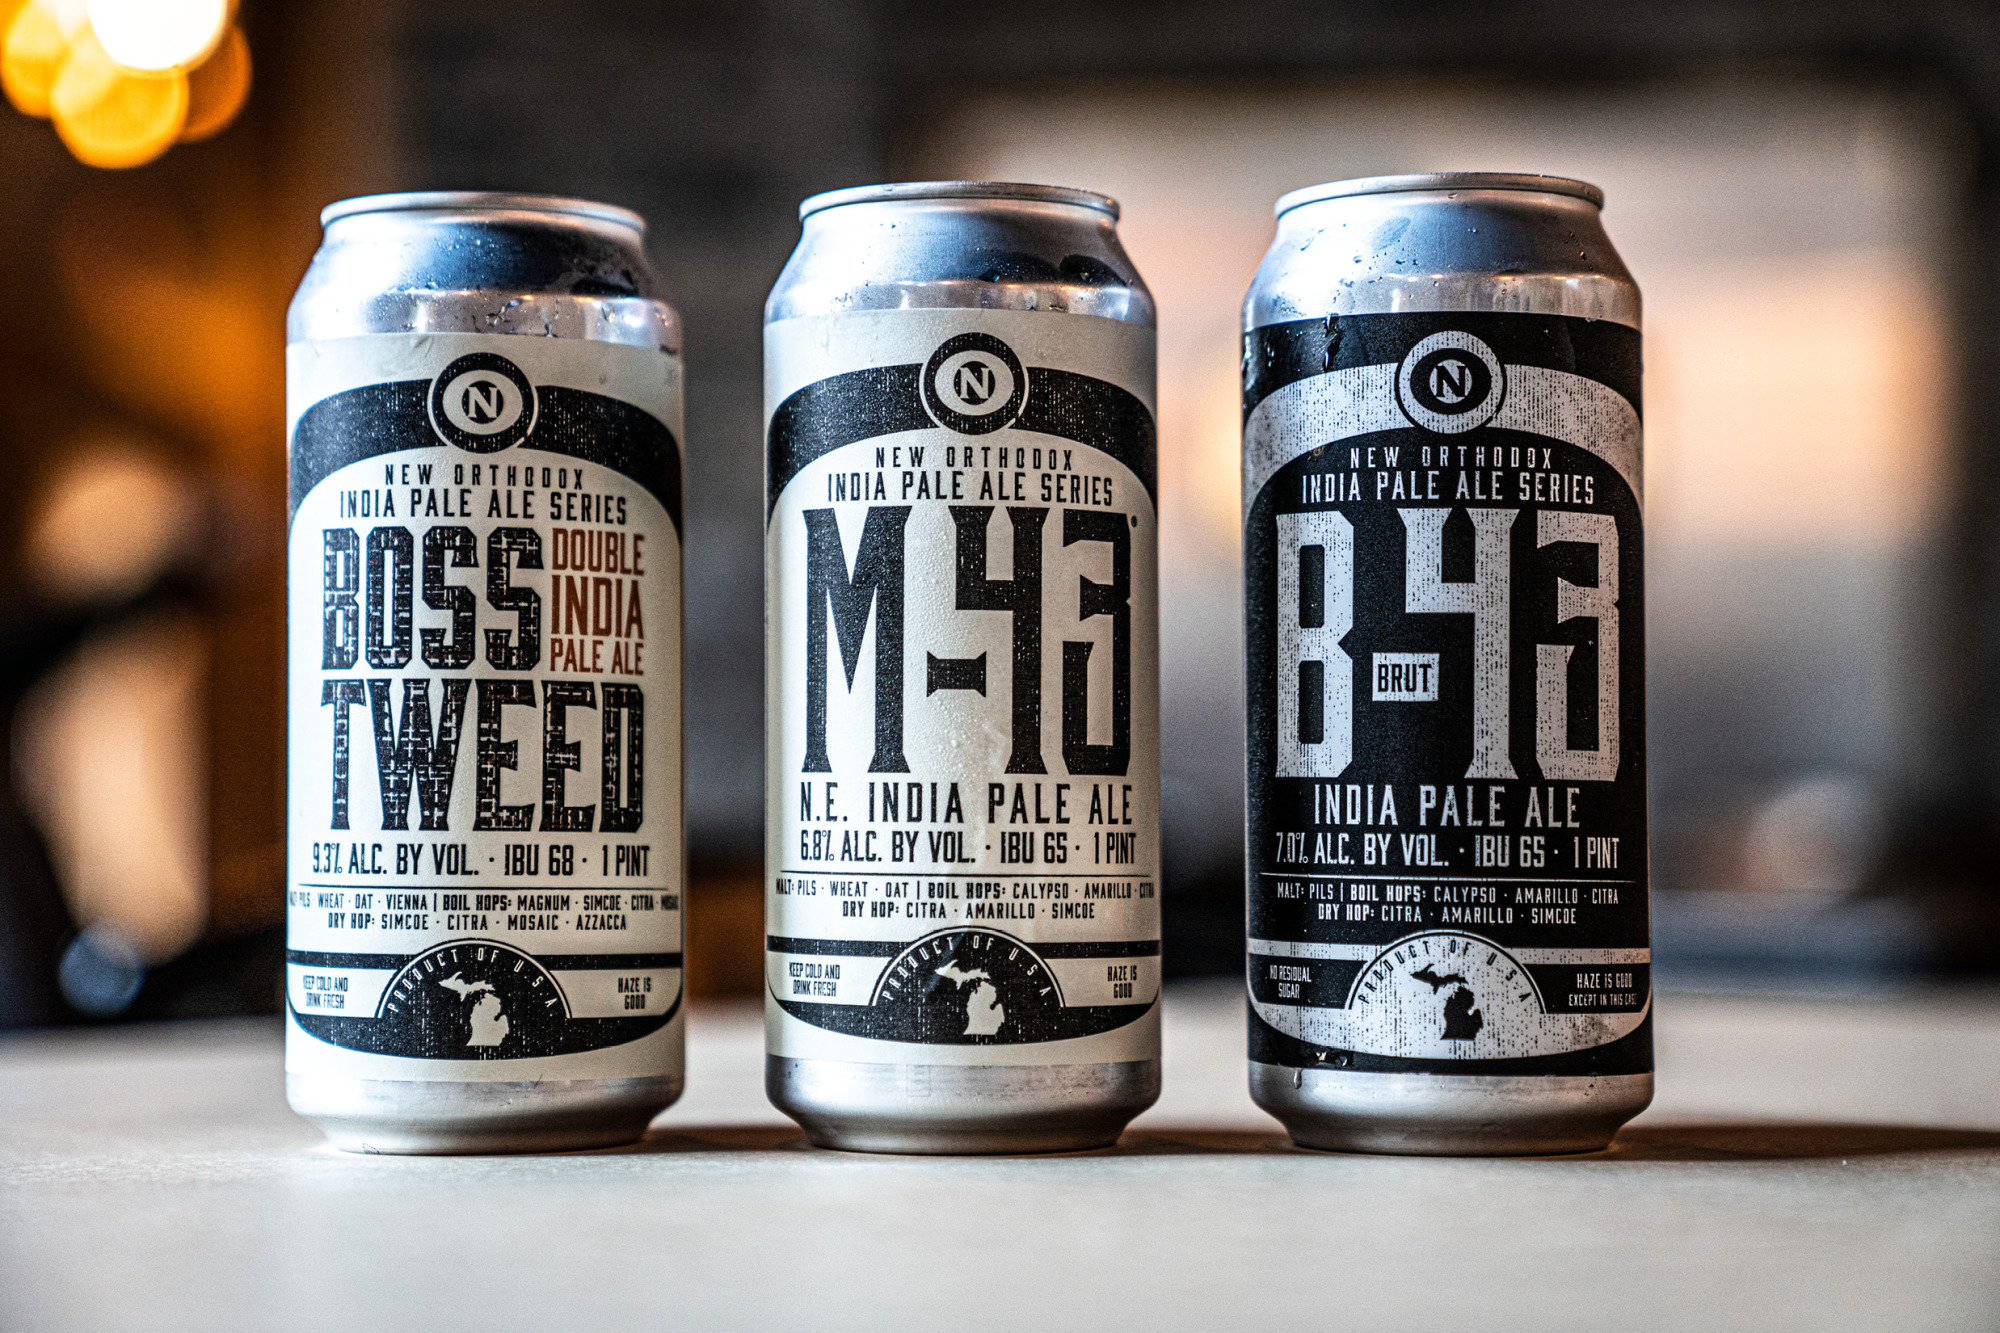 N
NEW ORTHODOX
INDIA PALE ALE SERIES
BOSS
DOUBLE
INDIA
PALE ALE
TWEED
9.3% ALC. BY VOL. · IBU 68 · 1 PINT
PILS · WHEAT · OAT · VIENNA | BOIL HOPS: MAGNUM · SIMCOE · CITRA · MOSAIC
DRY HOP: SIMCOE · CITRA · MOSAIC · AZZACCA
PRODUCT OF U.S.A
KEEP COLD AND
DRINK FRESH
HAZE IS
GOOD
N
NEW ORTHODOX
INDIA PALE ALE SERIES
M-43
N.E. INDIA PALE ALE
6.8% ALC. BY VOL. · IBU 65 · 1 PINT
MALT: PILS · WHEAT · OAT | BOIL HOPS: CALYPSO · AMARILLO · CITRA
DRY HOP: CITRA · AMARILLO · SIMCOE
PRODUCT OF U.S.A
KEEP COLD AND
DRINK FRESH
HAZE IS
GOOD
N
NEW ORTHODOX
INDIA PALE ALE SERIES
B-43
BRUT
INDIA PALE ALE
7.0% ALC. BY VOL. · IBU 65 · 1 PINT
MALT: PILS | BOIL HOPS: CALYPSO · AMARILLO · CITRA
DRY HOP: CITRA · AMARILLO · SIMCOE
PRODUCT OF U.S.A
NO RESIDUAL
SUGAR
HAZE IS GOOD
EXCEPT IN THIS CASE